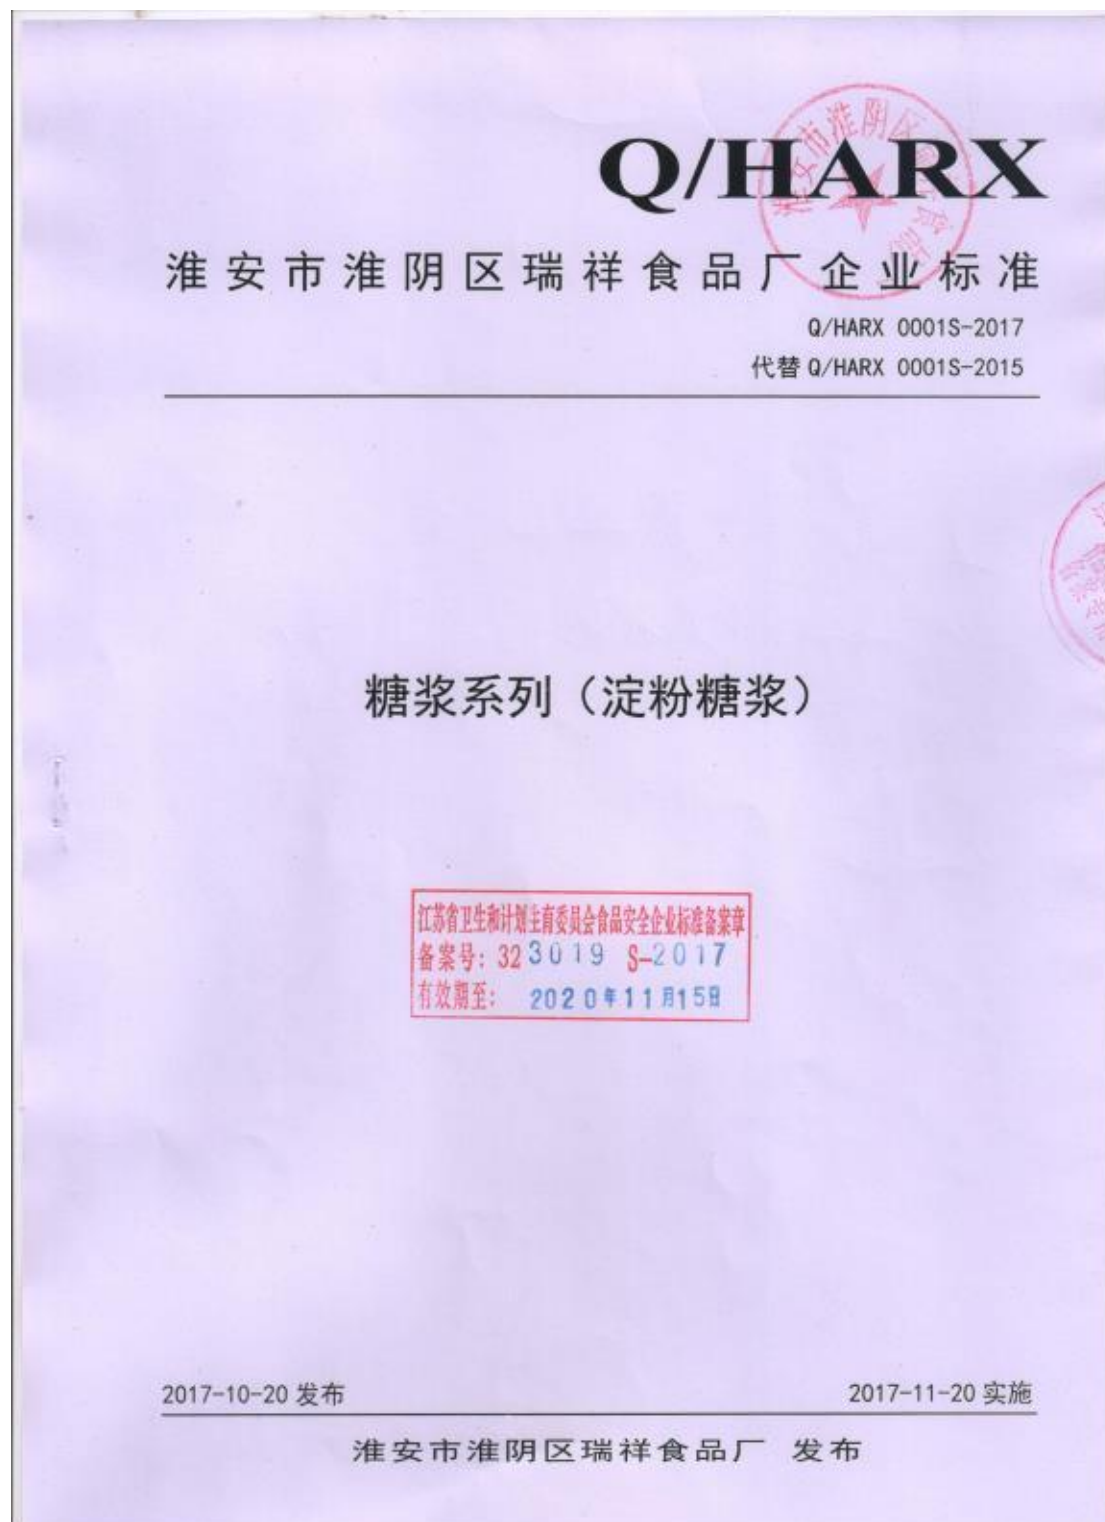 Q/HARX
淮安市淮阴区瑞祥食品厂企业标准
Q/HARX 0001S-2017
代替 Q/HARX 0001S-2015
糖浆系列（淀粉糖浆）
江苏省卫生和计划生育委员会食品安全企业标准备案章
备案号：323019 S-2017
有效期至：2020年11月15日
2017-10-20 发布
2017-11-20 实施
淮安市淮阴区瑞祥食品厂 发布